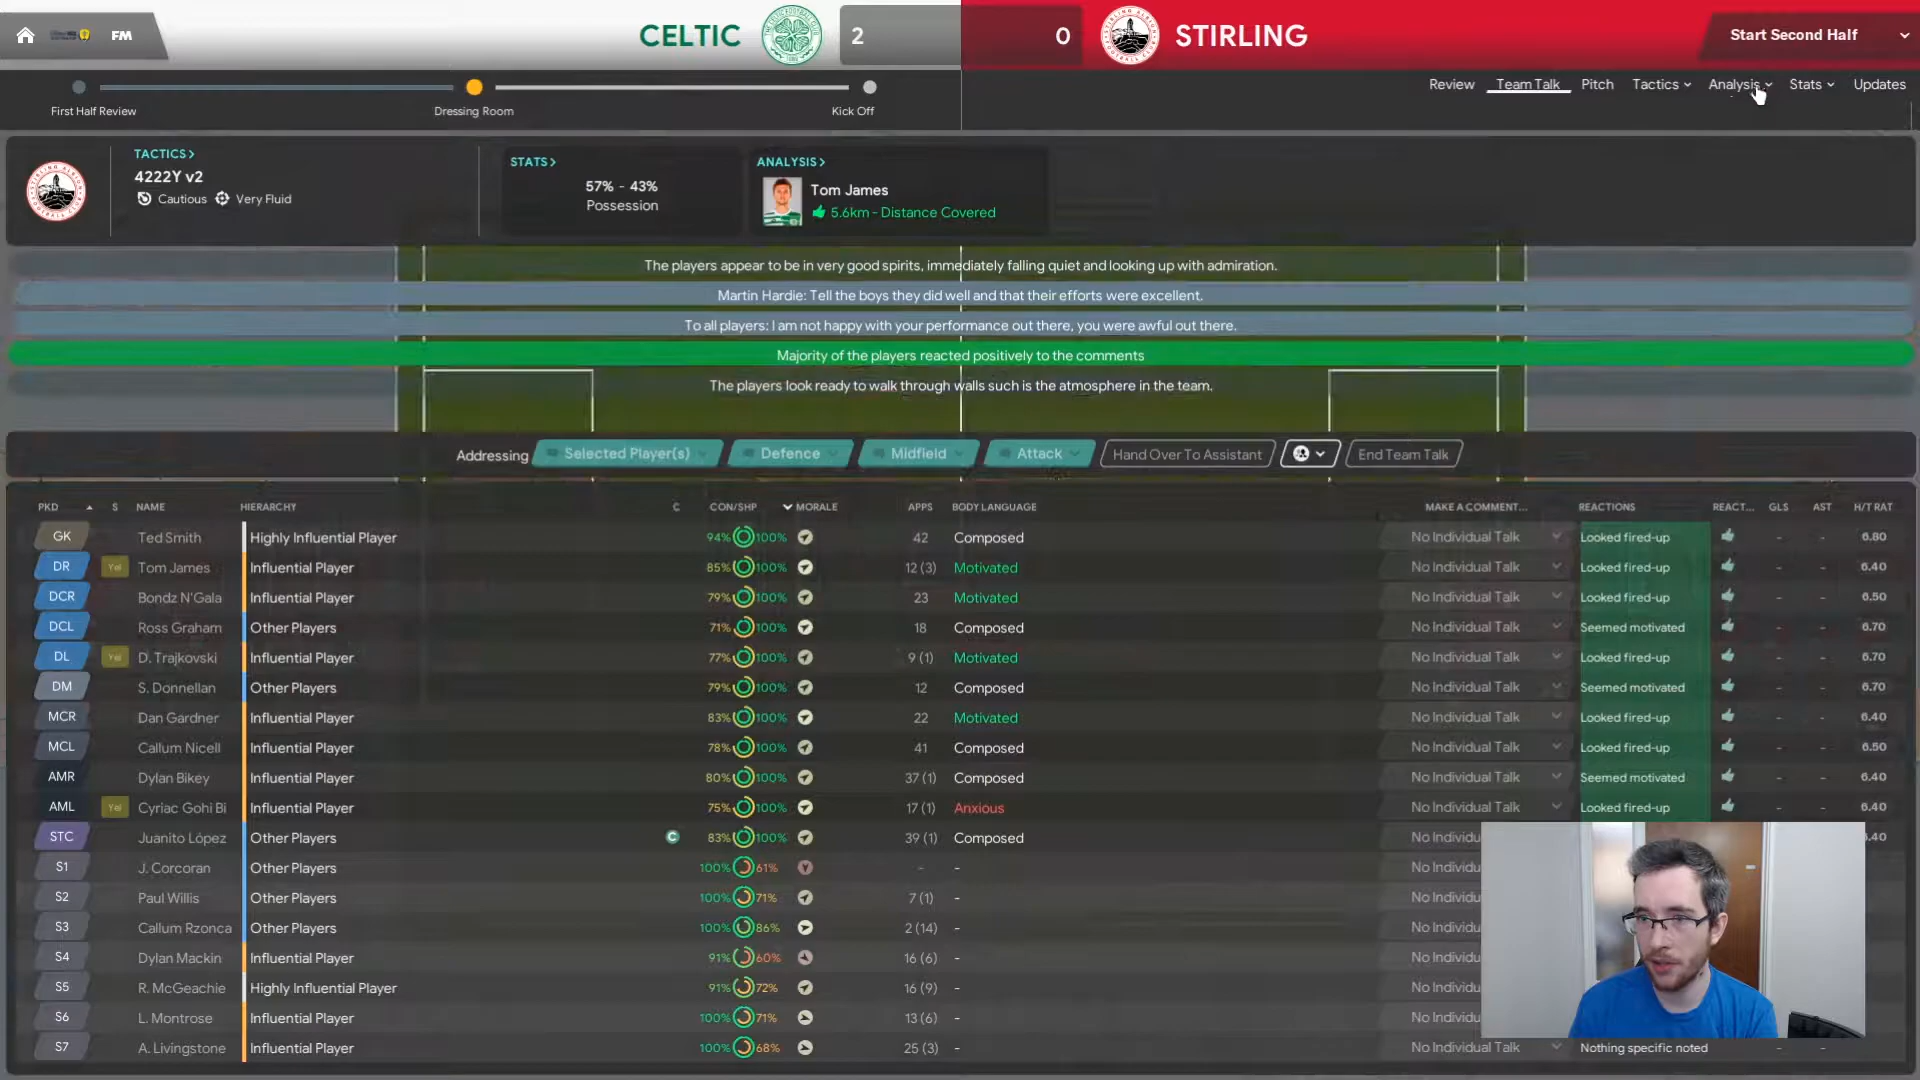 FM
CELTIC 2 0 STIRLING
Start Second Half
First Half Review Dressing Room Kick Off
Review Team Talk Pitch Tactics Analysis Stats Updates
TACTICS>
4222Y v2
Cautious Very Fluid
STATS>
57% - 43%
Possession
ANALYSIS>
Tom James
5.6km - Distance Covered
The players appear to be in very good spirits, immediately falling quiet and looking up with admiration.
Martin Hardie: Tell the boys they did well and that their efforts were excellent.
To all players: I am not happy with your performance out there, you were awful out there.
Majority of the players reacted positively to the comments
The players look ready to walk through walls such is the atmosphere in the team.
Addressing Selected Player(s) Defence Midfield Attack Hand Over To Assistant End Team Talk
PKD S NAME HIERARCHY C CON/SHP MORALE APPS BODY LANGUAGE MAKE A COMMENT... REACTIONS REACT... GLS AST H/T RAT
GK Ted Smith Highly Influential Player 94% 100% 42 Composed No Individual Talk Looked fired-up - - 6.80
DR Yel Tom James Influential Player 85% 100% 12 (3) Motivated No Individual Talk Looked fired-up - - 6.40
DCR Bondz N'Gala Influential Player 79% 100% 23 Motivated No Individual Talk Looked fired-up - - 6.50
DCL Ross Graham Other Players 71% 100% 18 Composed No Individual Talk Seemed motivated - - 6.70
DL Yel D. Trajkovski Influential Player 77% 100% 9 (1) Motivated No Individual Talk Looked fired-up - - 6.70
DM S. Donnellan Other Players 79% 100% 12 Composed No Individual Talk Seemed motivated - - 6.70
MCR Dan Gardner Influential Player 83% 100% 22 Motivated No Individual Talk Looked fired-up - - 6.40
MCL Callum Nicell Influential Player 78% 100% 41 Composed No Individual Talk Looked fired-up - - 6.50
AMR Dylan Bikey Influential Player 80% 100% 37 (1) Composed No Individual Talk Seemed motivated - - 6.40
AML Yel Cyriac Gohi Bi Influential Player 75% 100% 17 (1) Anxious No Individual Talk Looked fired-up - - 6.40
STC Juanito López Other Players C 83% 100% 39 (1) Composed No Individu .40
S1 J. Corcoran Other Players 100% 61% - - No Individu
S2 Paul Willis Other Players 100% 71% 7 (1) - No Individu
S3 Callum Rzonca Other Players 100% 86% 2 (14) - No Individu
S4 Dylan Mackin Influential Player 91% 60% 16 (6) - No Individu
S5 R. McGeachie Highly Influential Player 91% 72% 16 (9) - No Individu
S6 L. Montrose Influential Player 100% 71% 13 (6) - No Individu
S7 A. Livingstone Influential Player 100% 68% 25 (3) - No Individual Talk Nothing specific noted - -